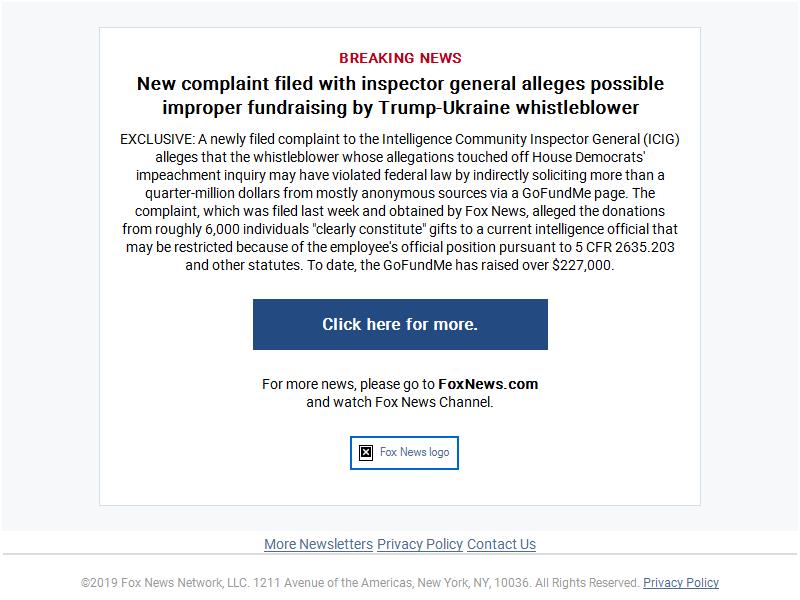 BREAKING NEWS
New complaint filed with inspector general alleges possible
improper fundraising by Trump-Ukraine whistleblower
EXCLUSIVE: A newly filed complaint to the Intelligence Community Inspector General (ICIG)
alleges that the whistleblower whose allegations touched off House Democrats'
impeachment inquiry may have violated federal law by indirectly soliciting more than a
quarter-million dollars from mostly anonymous sources via a GoFundMe page. The
complaint, which was filed last week and obtained by Fox News, alleged the donations
from roughly 6,000 individuals "clearly constitute" gifts to a current intelligence official that
may be restricted because of the employee's official position pursuant to 5 CFR 2635.203
and other statutes. To date, the GoFundMe has raised over $227,000.
Click here for more.
For more news, please go to FoxNews.com
and watch Fox News Channel.
Fox News logo
More Newsletters Privacy Policy Contact Us
©2019 Fox News Network, LLC. 1211 Avenue of the Americas, New York, NY, 10036. All Rights Reserved. Privacy Policy